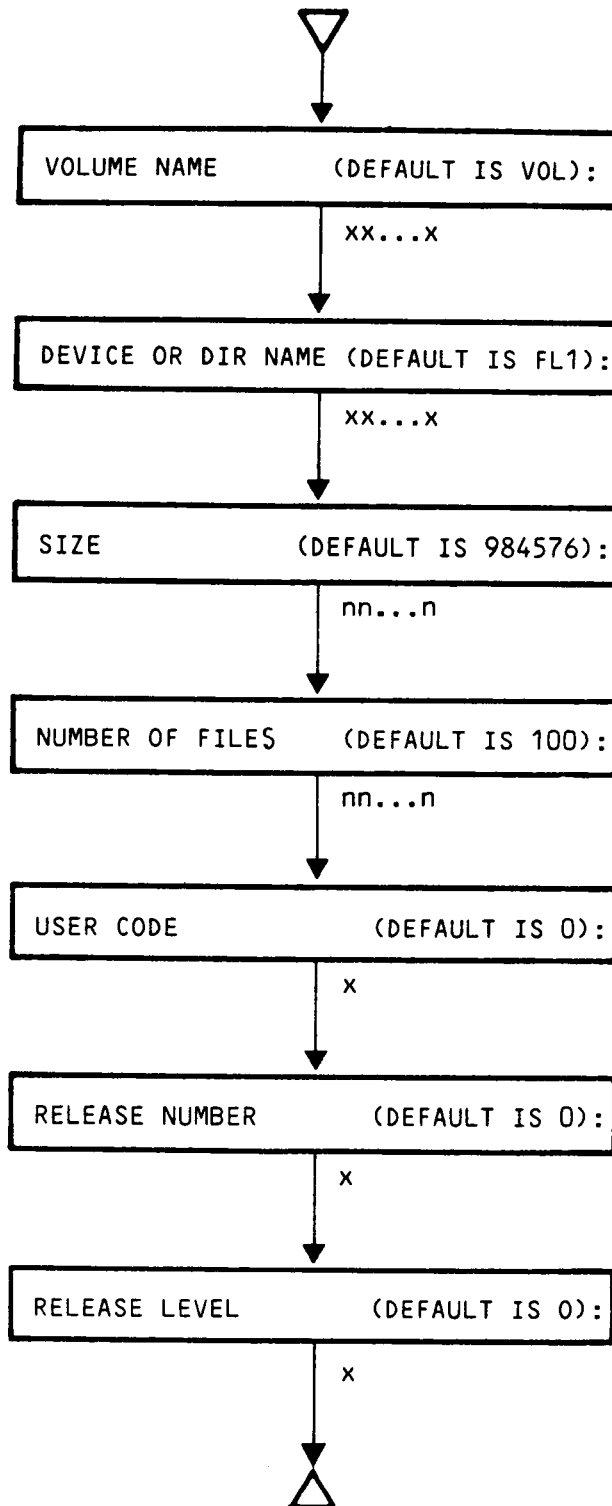 VOLUME NAME (DEFAULT IS VOL):
xx...x
DEVICE OR DIR NAME (DEFAULT IS FL1):
xx...x
SIZE (DEFAULT IS 984576):
nn...n
NUMBER OF FILES (DEFAULT IS 100):
nn...n
USER CODE (DEFAULT IS 0):
x
RELEASE NUMBER (DEFAULT IS 0):
x
RELEASE LEVEL (DEFAULT IS 0):
x